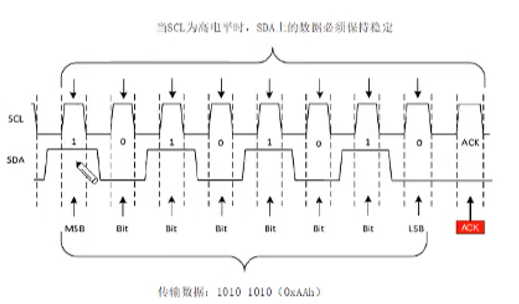 当SCL为高电平时，SDA上的数据必须保持稳定
SCL
1 0 1 0 1 0 1 0 ACK
SDA
MSB Bit Bit Bit Bit Bit Bit LSB ACK
传输数据：1010 1010（0xAAh）